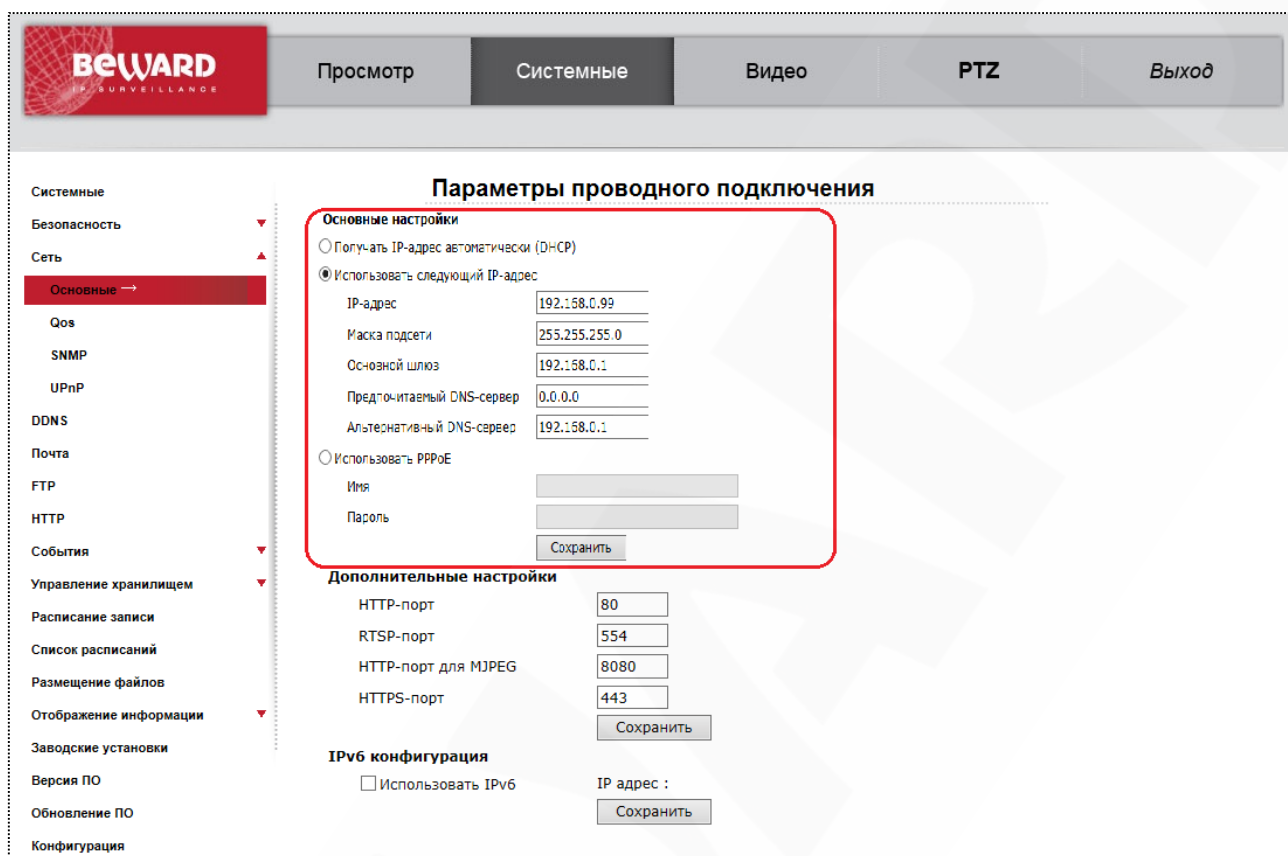 BEWARD
IP SURVEILLANCE
Просмотр
Системные
Видео
PTZ
Выход
Системные
Безопасность
Сеть
Основные →
Qos
SNMP
UPnP
DDNS
Почта
FTP
HTTP
События
Управление хранилищем
Расписание записи
Список расписаний
Размещение файлов
Отображение информации
Заводские установки
Версия ПО
Обновление ПО
Конфигурация
Параметры проводного подключения
Основные настройки
Получать IP-адрес автоматически (DHCP)
Использовать следующий IP-адрес
IP-адрес 192.168.0.99
Маска подсети 255.255.255.0
Основной шлюз 192.168.0.1
Предпочитаемый DNS-сервер 0.0.0.0
Альтернативный DNS-сервер 192.168.0.1
Использовать PPPoE
Имя
Пароль
Сохранить
Дополнительные настройки
HTTP-порт 80
RTSP-порт 554
HTTP-порт для MJPEG 8080
HTTPS-порт 443
Сохранить
IPv6 конфигурация
Использовать IPv6 IP адрес :
Сохранить